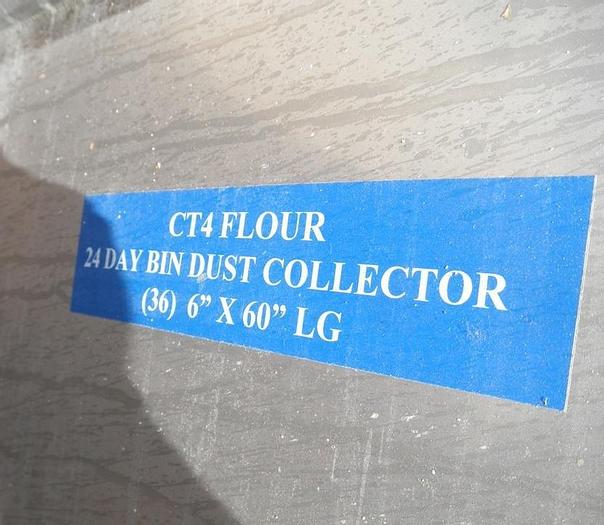 CT4 FLOUR
24 DAY BIN DUST COLLECTOR
(36) 6” X 60” LG